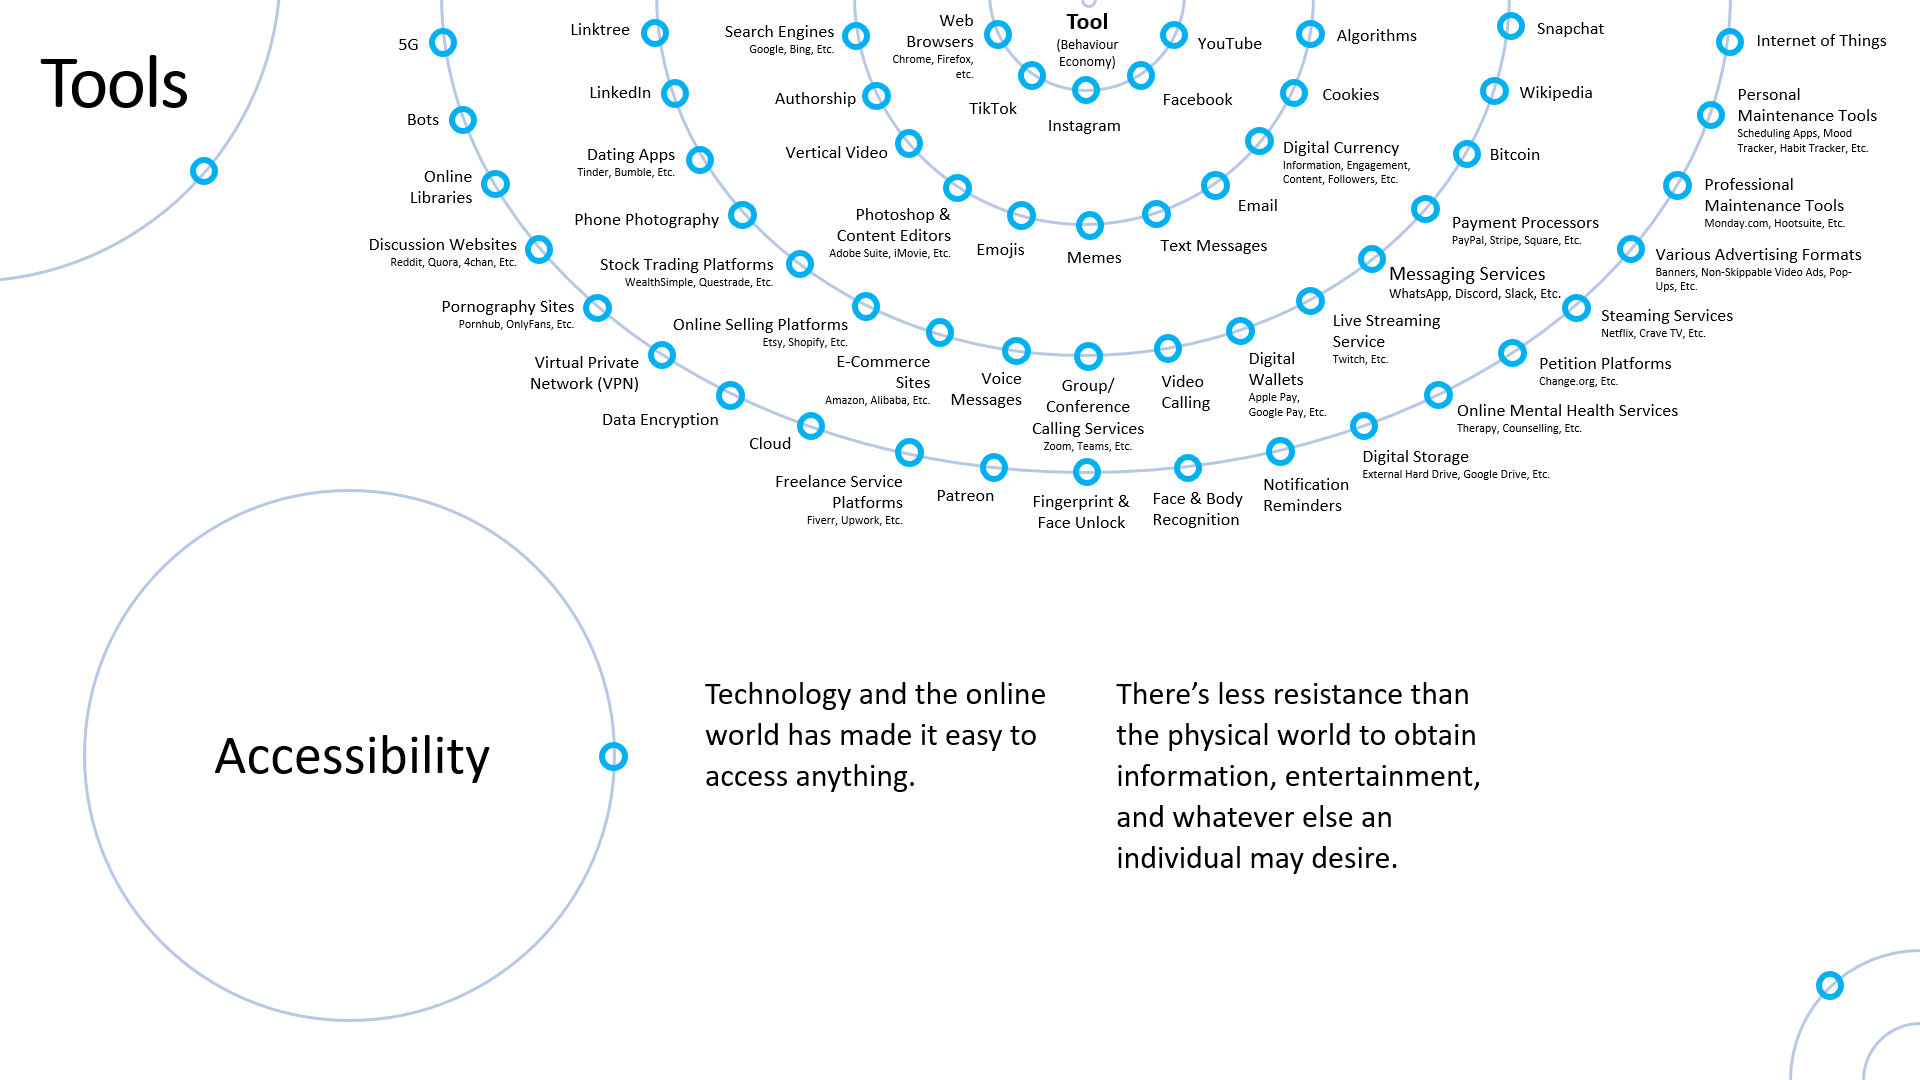 Tools
Tool
(Behaviour
Economy)
Web
Browsers
Chrome, Firefox,
etc.
TikTok
Instagram
Facebook
YouTube
Search Engines
Google, Bing, Etc.
Authorship
Vertical Video
Photoshop &
Content Editors
Adobe Suite, iMovie, Etc.
Emojis
Memes
Text Messages
Email
Digital Currency
Information, Engagement,
Content, Followers, Etc.
Cookies
Algorithms
Linktree
LinkedIn
Dating Apps
Tinder, Bumble, Etc.
Phone Photography
Stock Trading Platforms
WealthSimple, Questrade, Etc.
Online Selling Platforms
Etsy, Shopify, Etc.
E-Commerce
Sites
Amazon, Alibaba, Etc.
Voice
Messages
Group/
Conference
Calling Services
Zoom, Teams, Etc.
Video
Calling
Digital
Wallets
Apple Pay,
Google Pay, Etc.
Live Streaming
Service
Twitch, Etc.
Messaging Services
WhatsApp, Discord, Slack, Etc.
Payment Processors
PayPal, Stripe, Square, Etc.
Bitcoin
Wikipedia
Snapchat
5G
Bots
Online
Libraries
Discussion Websites
Reddit, Quora, 4chan, Etc.
Pornography Sites
Pornhub, OnlyFans, Etc.
Virtual Private
Network (VPN)
Data Encryption
Cloud
Freelance Service
Platforms
Fiverr, Upwork, Etc.
Patreon
Fingerprint &
Face Unlock
Face & Body
Recognition
Notification
Reminders
Digital Storage
External Hard Drive, Google Drive, Etc.
Online Mental Health Services
Therapy, Counselling, Etc.
Petition Platforms
Change.org, Etc.
Steaming Services
Netflix, Crave TV, Etc.
Various Advertising Formats
Banners, Non-Skippable Video Ads, Pop-
Ups, Etc.
Professional
Maintenance Tools
Monday.com, Hootsuite, Etc.
Personal
Maintenance Tools
Scheduling Apps, Mood
Tracker, Habit Tracker, Etc.
Internet of Things
Accessibility
Technology and the online
world has made it easy to
access anything.
There’s less resistance than
the physical world to obtain
information, entertainment,
and whatever else an
individual may desire.